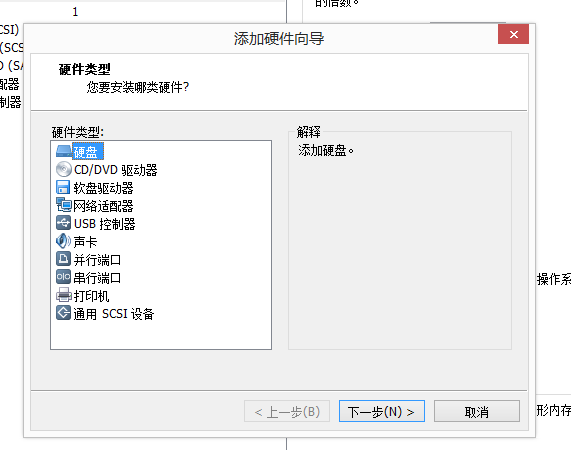 的倍数。
1
CSI)
(SCS
D (SA
配器
制器
添加硬件向导
硬件类型
您要安装哪类硬件?
硬件类型:
硬盘
CD/DVD 驱动器
软盘驱动器
网络适配器
USB 控制器
声卡
并行端口
串行端口
打印机
通用 SCSI 设备
解释
添加硬盘。
操作系
形内存
< 上一步(B)
下一步(N) >
取消